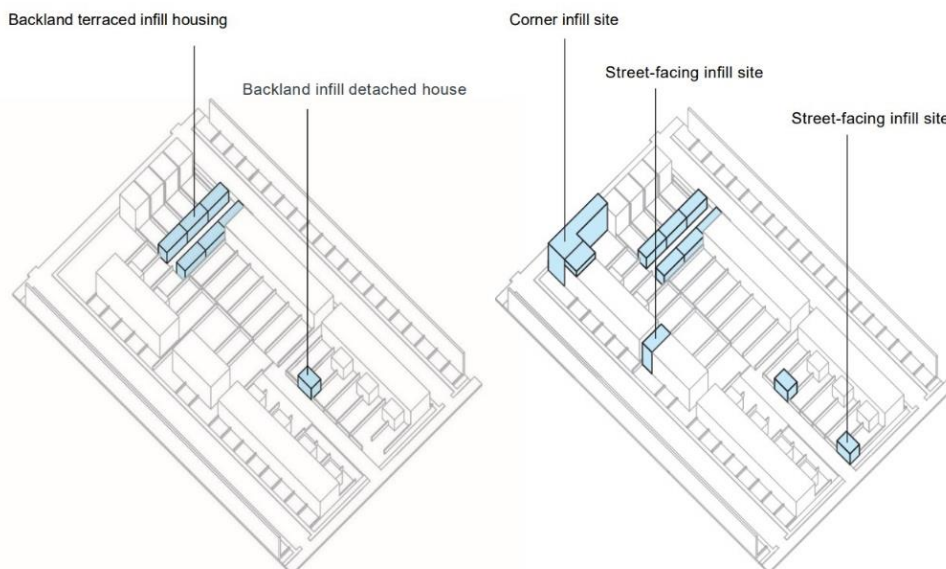 Backland terraced infill housing
Backland infill detached house
Corner infill site
Street-facing infill site
Street-facing infill site